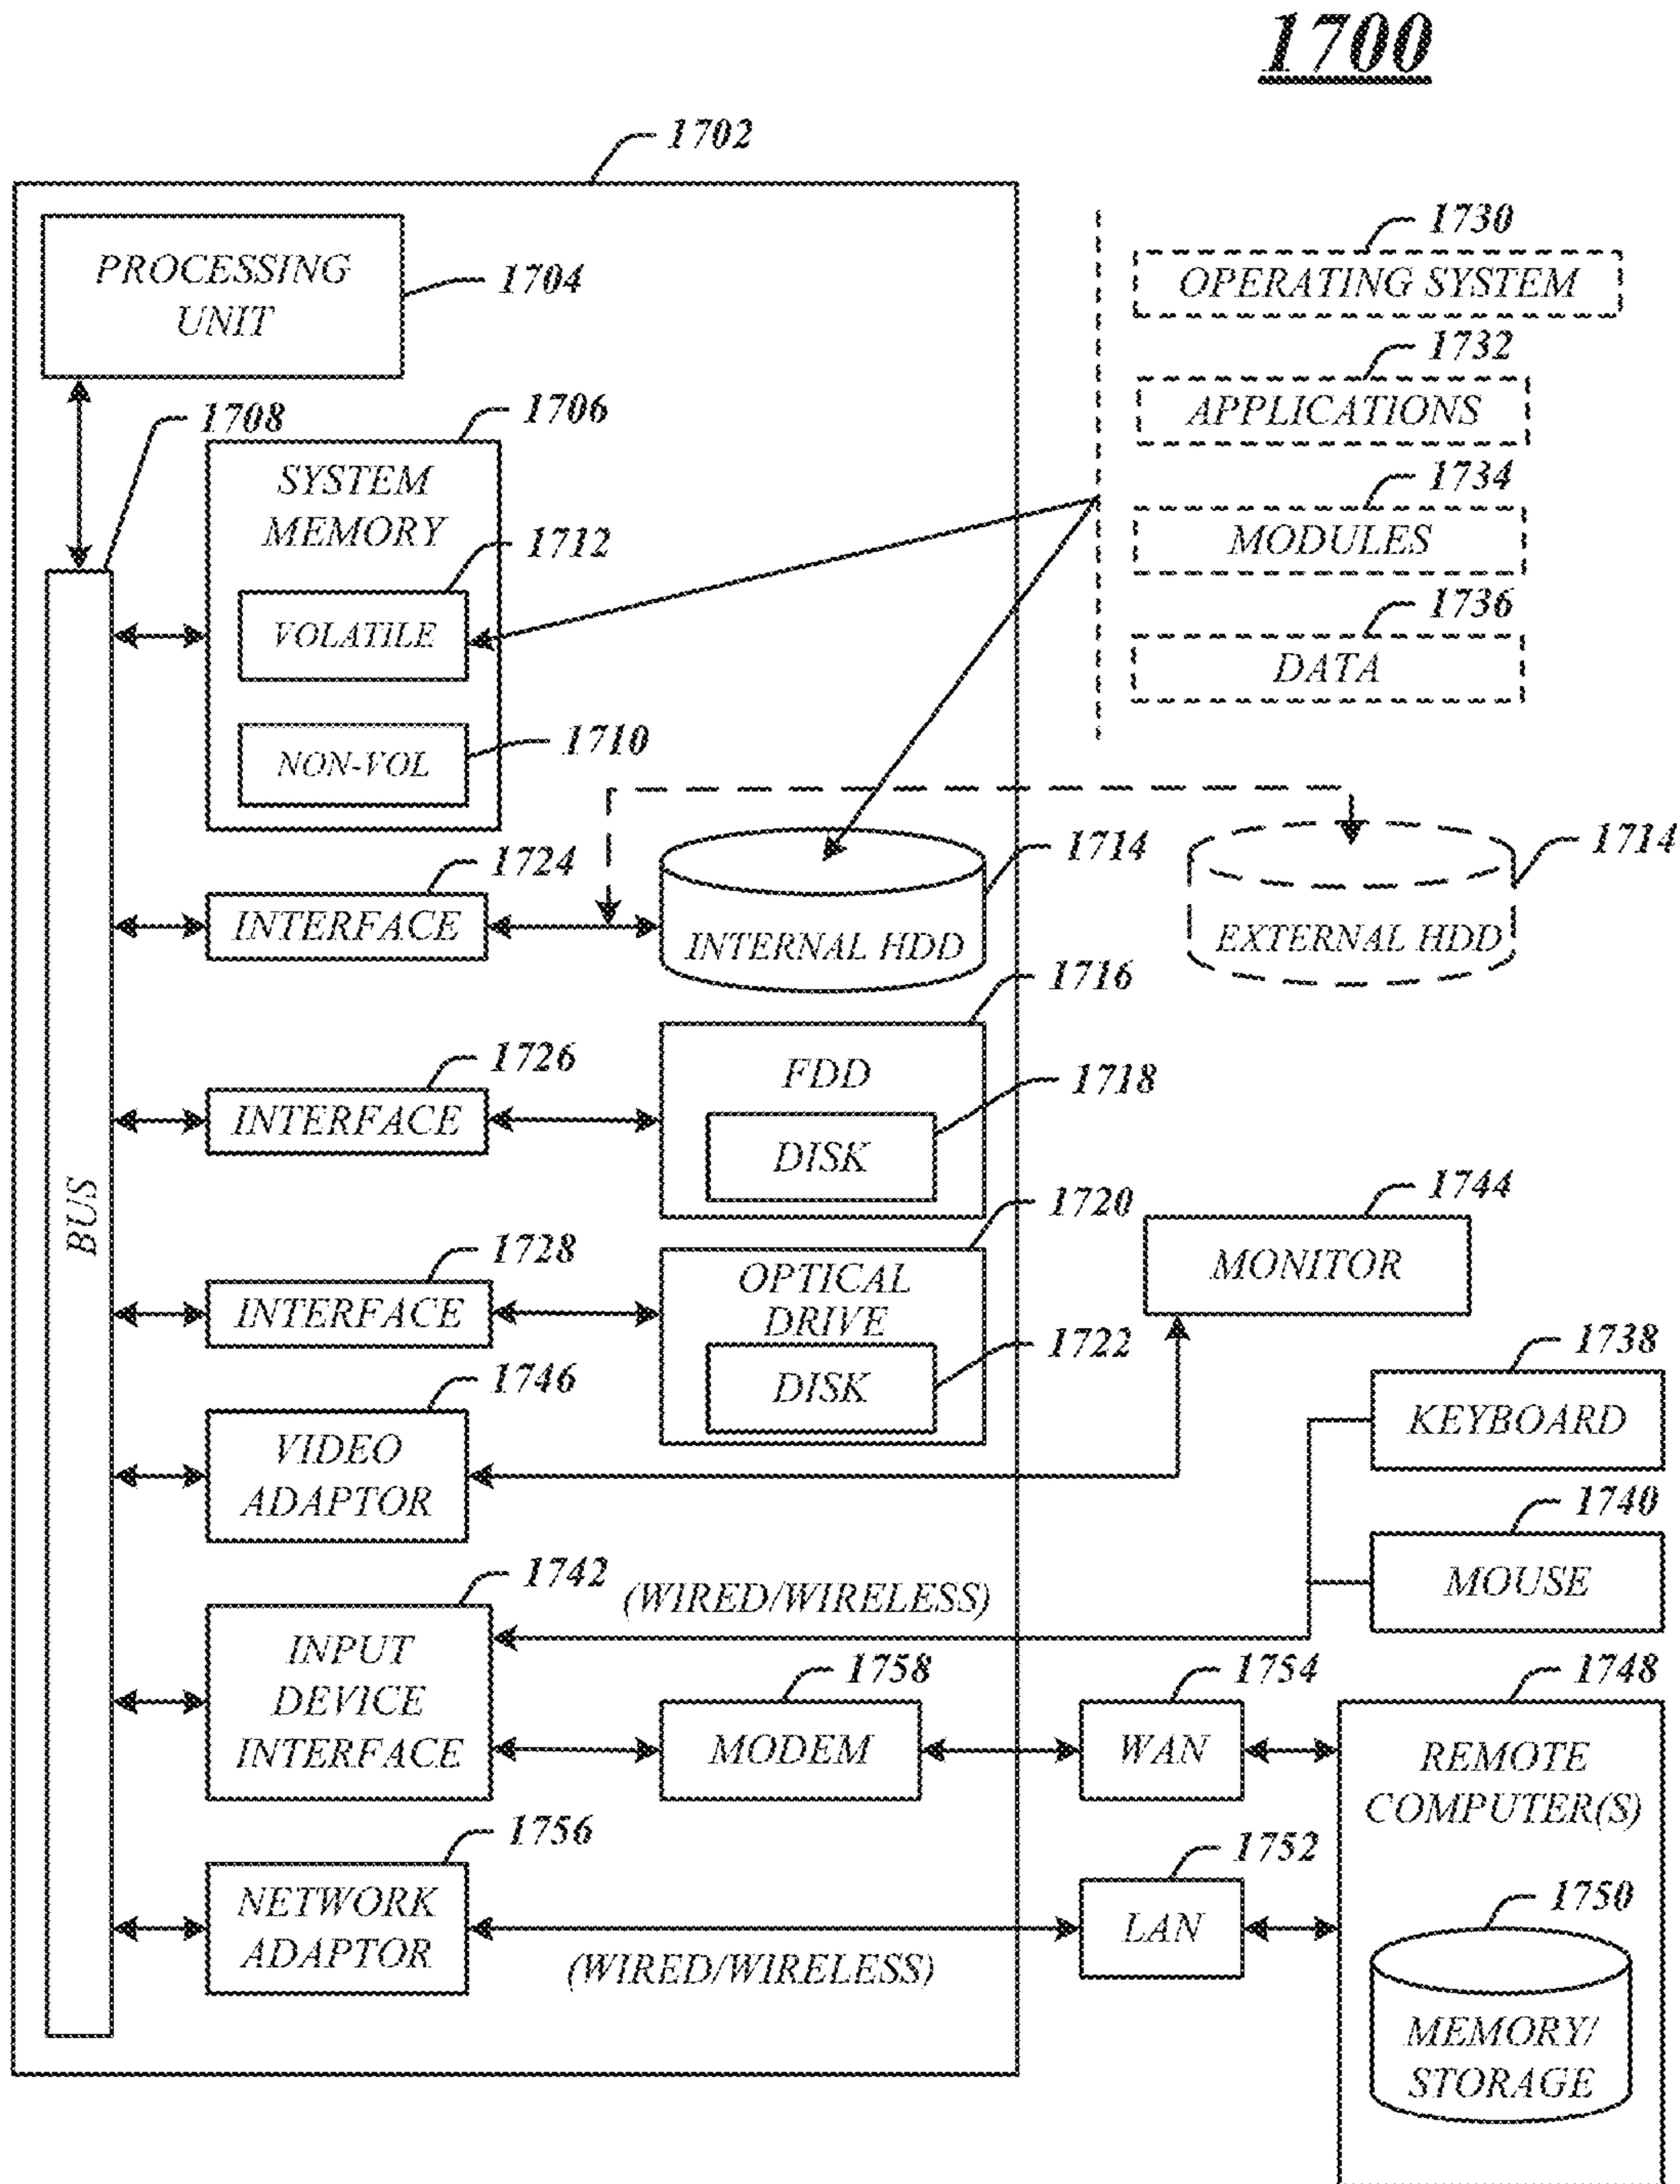 1700
1702
PROCESSING
UNIT
1704
1730
OPERATING SYSTEM
1732
APPLICATIONS
1734
MODULES
1736
DATA
1708
1706
SYSTEM
MEMORY
1712
VOLATILE
1710
NON-VOL
BUS
1724
INTERFACE
1714
INTERNAL HDD
1714
EXTERNAL HDD
1716
1726
INTERFACE
FDD
1718
DISK
1720
1728
INTERFACE
OPTICAL
DRIVE
1722
DISK
1744
MONITOR
1746
VIDEO
ADAPTOR
1738
KEYBOARD
1740
MOUSE
1742
(WIRED/WIRELESS)
INPUT
DEVICE
INTERFACE
1758
MODEM
1754
WAN
1748
REMOTE
COMPUTER(S)
1756
NETWORK
ADAPTOR
(WIRED/WIRELESS)
1752
LAN
1750
MEMORY/
STORAGE